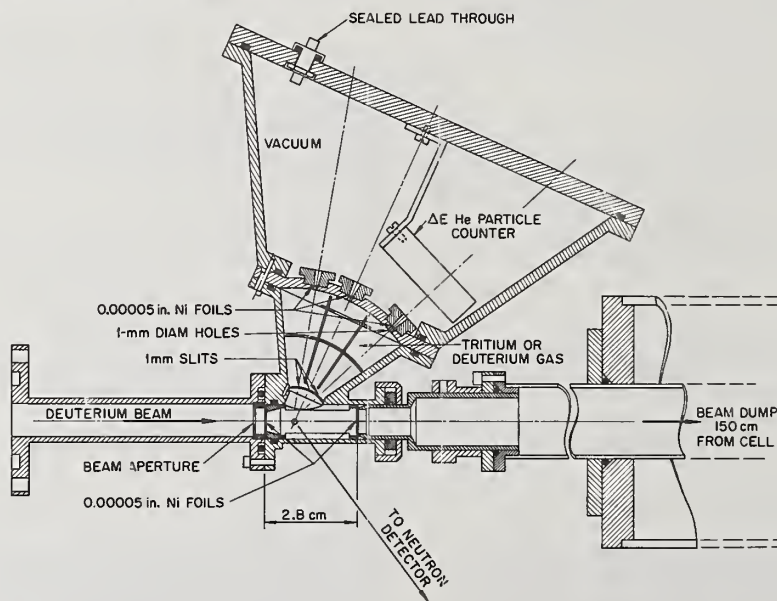 SEALED LEAD THROUGH
VACUUM
ΔE He PARTICLE
COUNTER
0.00005 in. Ni FOILS
1-mm DIAM HOLES
1mm SLITS
TRITIUM OR
DEUTERIUM GAS
DEUTERIUM BEAM
BEAM DUMP
150 cm
FROM CELL
BEAM APERTURE
0.00005 in. Ni FOILS
2.8 cm
TO NEUTRON
DETECTOR